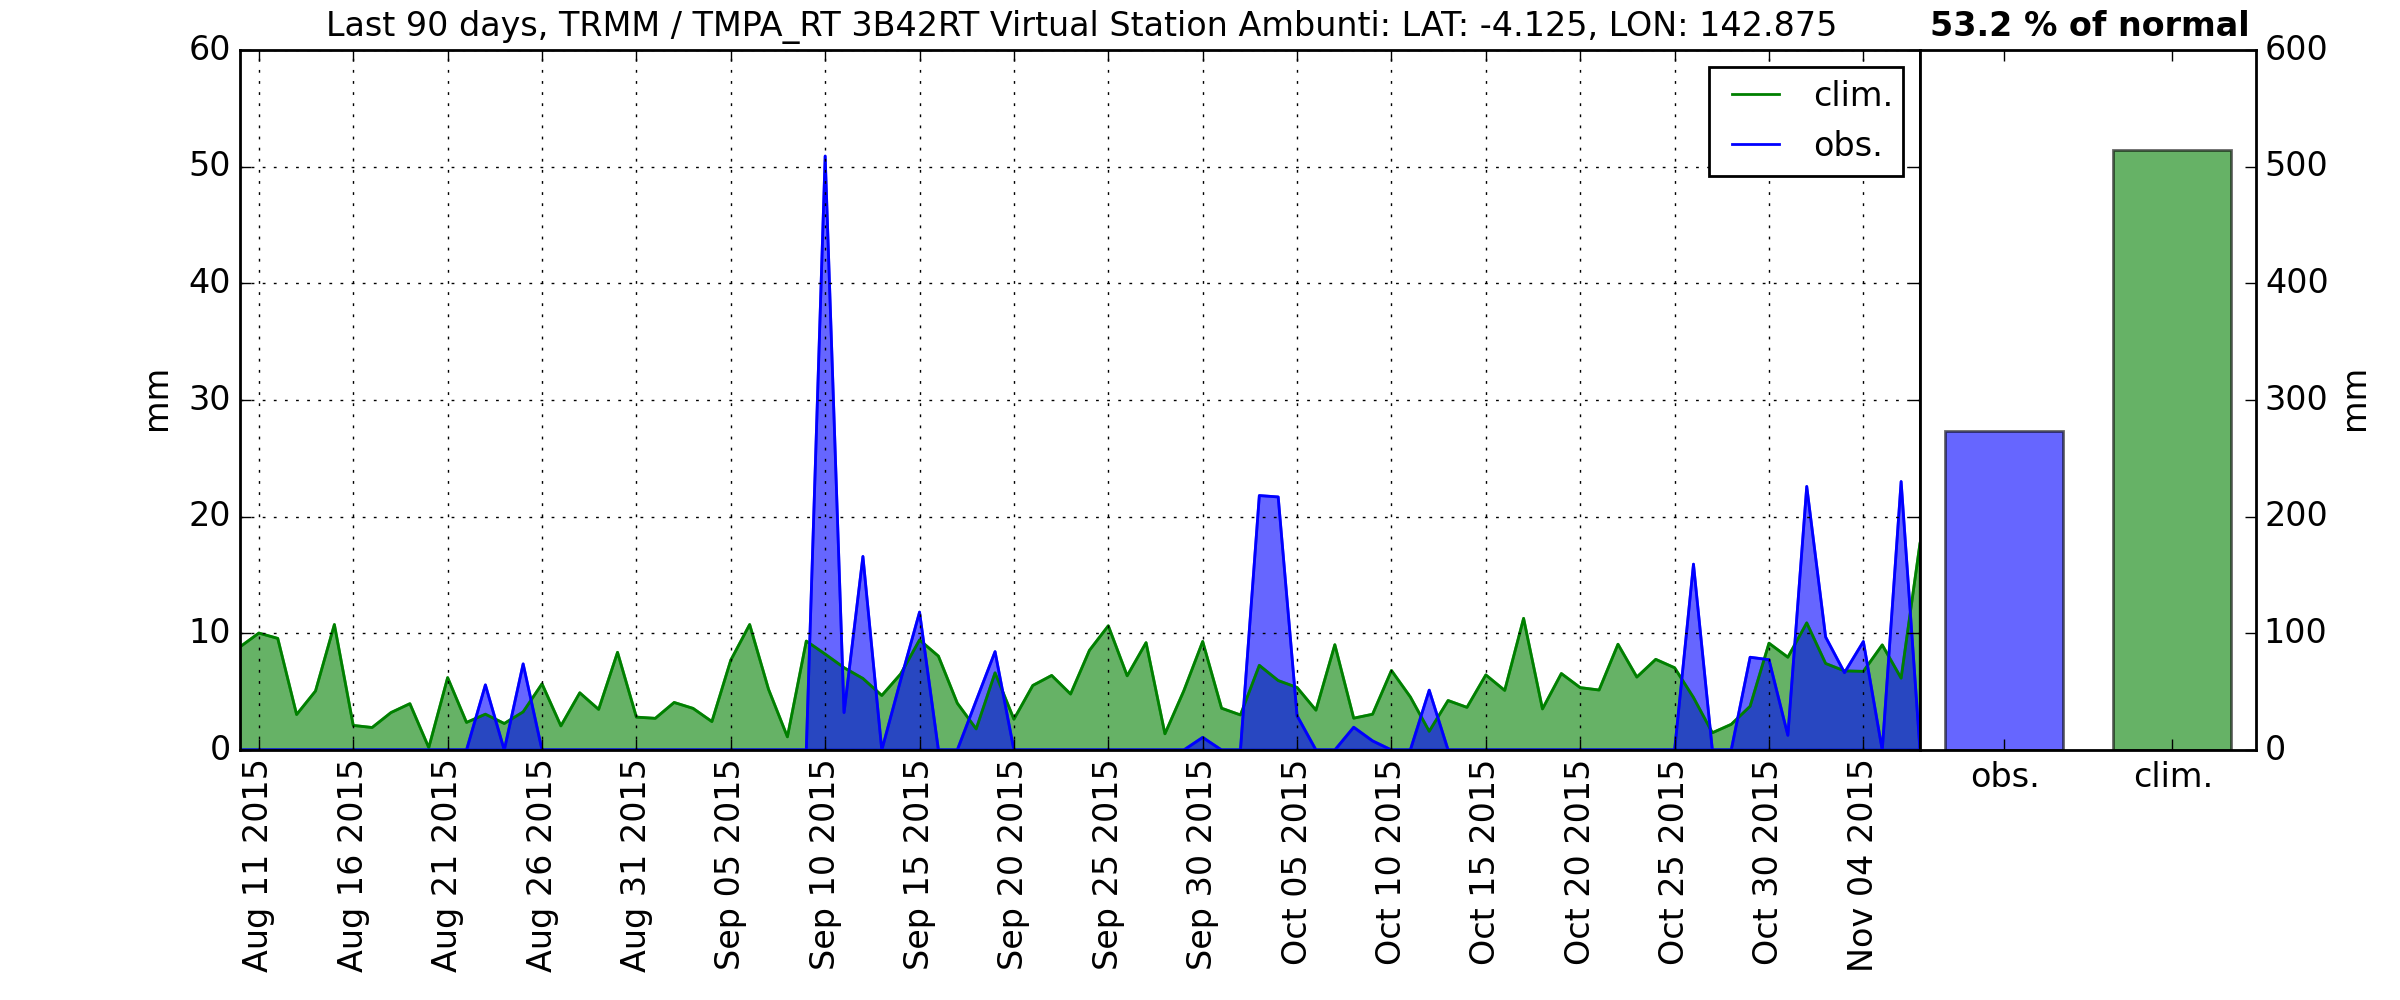 Last 90 days, TRMM / TMPA_RT 3B42RT Virtual Station Ambunti: LAT: -4.125, LON: 142.875
53.2 % of normal
60
50
40
30
20
10
0
mm
clim.
obs.
Aug 11 2015
Aug 16 2015
Aug 21 2015
Aug 26 2015
Aug 31 2015
Sep 05 2015
Sep 10 2015
Sep 15 2015
Sep 20 2015
Sep 25 2015
Sep 30 2015
Oct 05 2015
Oct 10 2015
Oct 15 2015
Oct 20 2015
Oct 25 2015
Oct 30 2015
Nov 04 2015
obs.
clim.
600
500
400
300
200
100
0
mm